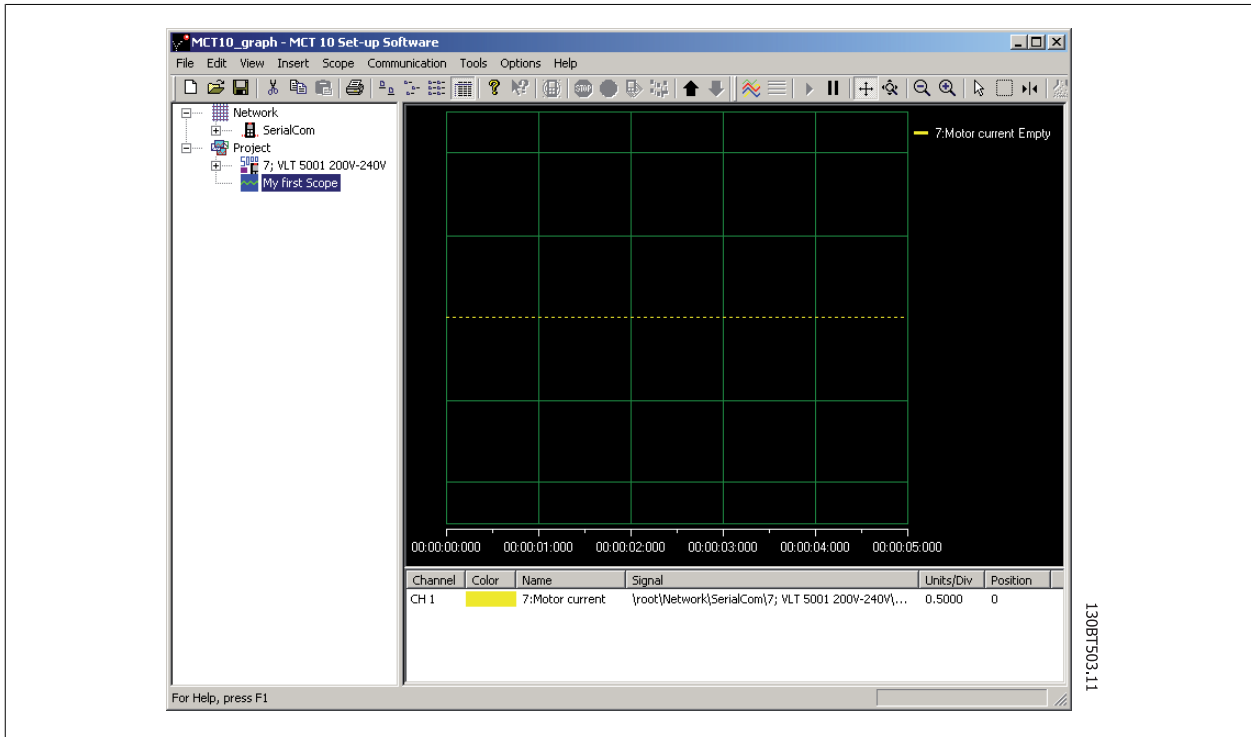 MCT10_graph - MCT 10 Set-up Software
File Edit View Insert Scope Communication Tools Options Help
STOP
Network
SerialCom
Project
5000
7; VLT 5001 200V-240V
My first Scope
7:Motor current Empty
00:00:00:000 00:00:01:000 00:00:02:000 00:00:03:000 00:00:04:000 00:00:05:000
Channel Color Name Signal Units/Div Position
CH 1 7:Motor current \root\Network\SerialCom\7; VLT 5001 200V-240V\... 0.5000 0
For Help, press F1
130BT503.11